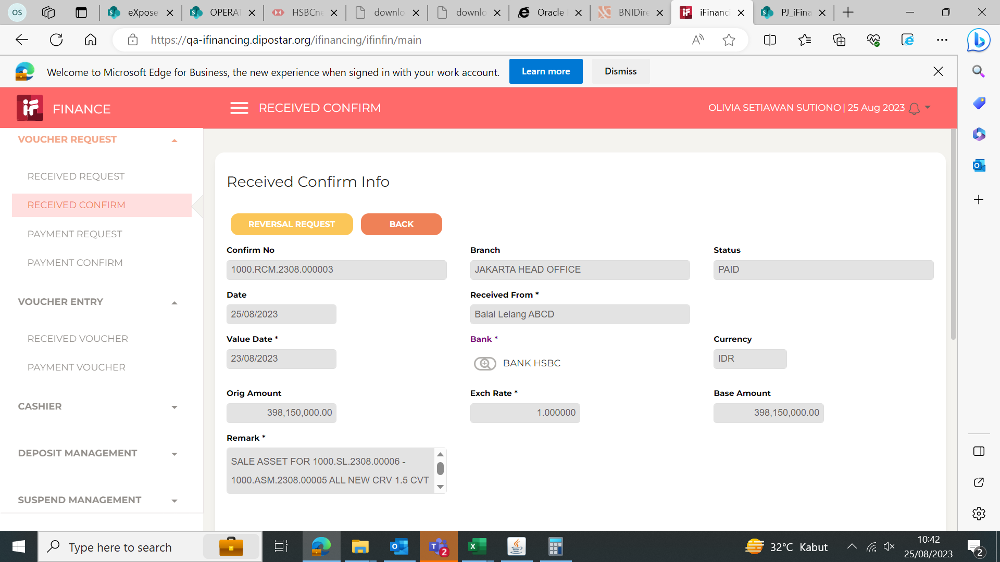 OS
eXpose
OPERAT
HSBCne
downlo
downlo
Oracle
BNIDire
iFinanci
PJ_iFina
https://qa-ifinancing.dipostar.org/ifinancing/ifinfin/main
Welcome to Microsoft Edge for Business, the new experience when signed in with your work account.
Learn more
Dismiss
iF FINANCE
RECEIVED CONFIRM
OLIVIA SETIAWAN SUTIONO | 25 Aug 2023
VOUCHER REQUEST
RECEIVED REQUEST
RECEIVED CONFIRM
PAYMENT REQUEST
PAYMENT CONFIRM
VOUCHER ENTRY
RECEIVED VOUCHER
PAYMENT VOUCHER
CASHIER
DEPOSIT MANAGEMENT
SUSPEND MANAGEMENT
Received Confirm Info
REVERSAL REQUEST
BACK
Confirm No
Branch
Status
1000.RCM.2308.000003
JAKARTA HEAD OFFICE
PAID
Date
Received From *
25/08/2023
Balai Lelang ABCD
Value Date *
Bank *
Currency
23/08/2023
BANK HSBC
IDR
Orig Amount
Exch Rate *
Base Amount
398,150,000.00
1.000000
398,150,000.00
Remark *
SALE ASSET FOR 1000.SL.2308.00006 -
1000.ASM.2308.00005 ALL NEW CRV 1.5 CVT
Type here to search
2
32°C Kabut
10:42
25/08/2023
2